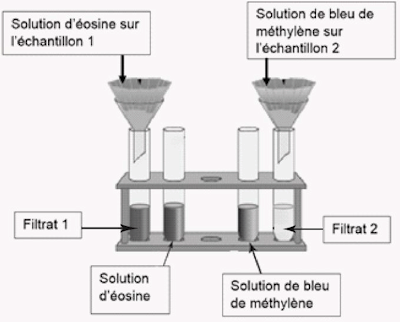 Solution d'éosine sur
l'échantillon 1
Solution de bleu de
méthylène sur
l'échantillon 2
Filtrat 1
Filtrat 2
Solution
d'éosine
Solution de bleu
de méthylène